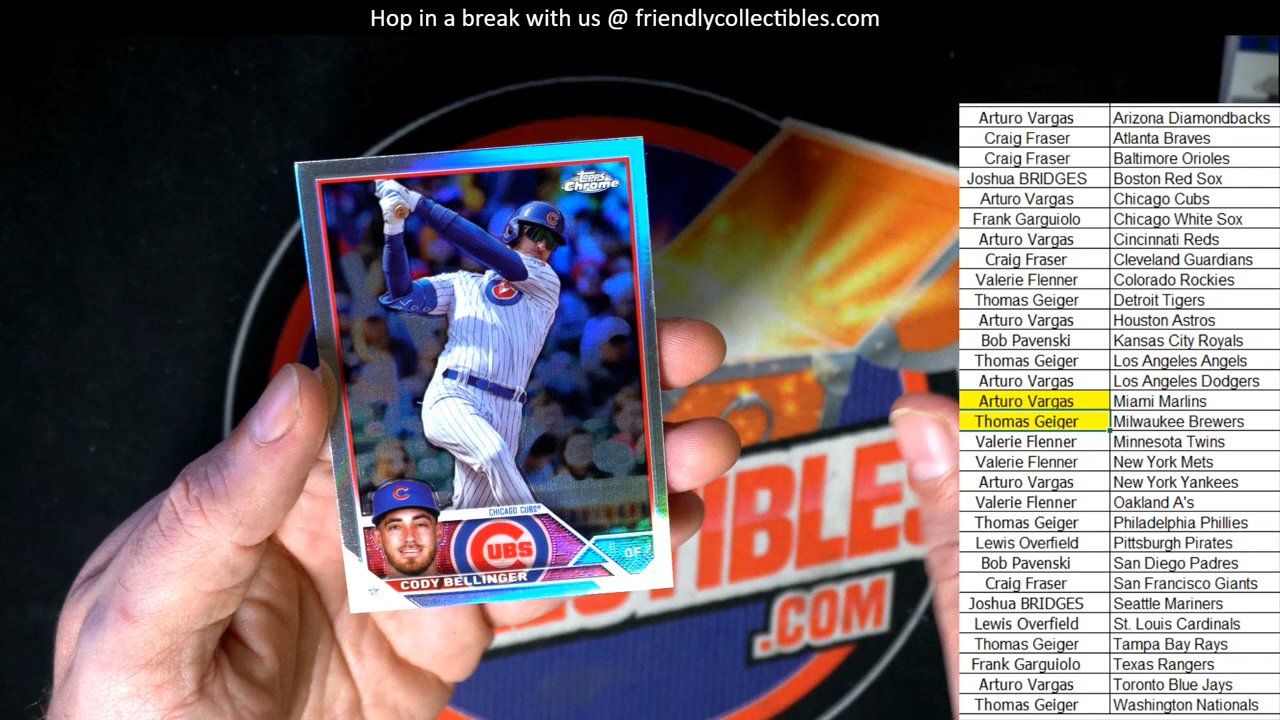 Hop in a break with us @ friendlycollectibles.com
Topps
Chrome
C
C
CHICAGO CUBS
CUBS
OF
CODY BELLINGER
IBLES
.COM
Arturo Vargas Arizona Diamondbacks
Craig Fraser Atlanta Braves
Craig Fraser Baltimore Orioles
Joshua BRIDGES Boston Red Sox
Arturo Vargas Chicago Cubs
Frank Garguiolo Chicago White Sox
Arturo Vargas Cincinnati Reds
Craig Fraser Cleveland Guardians
Valerie Flenner Colorado Rockies
Thomas Geiger Detroit Tigers
Arturo Vargas Houston Astros
Bob Pavenski Kansas City Royals
Thomas Geiger Los Angeles Angels
Arturo Vargas Los Angeles Dodgers
Arturo Vargas Miami Marlins
Thomas Geiger Milwaukee Brewers
Valerie Flenner Minnesota Twins
Valerie Flenner New York Mets
Arturo Vargas New York Yankees
Valerie Flenner Oakland A's
Thomas Geiger Philadelphia Phillies
Lewis Overfield Pittsburgh Pirates
Bob Pavenski San Diego Padres
Craig Fraser San Francisco Giants
Joshua BRIDGES Seattle Mariners
Lewis Overfield St. Louis Cardinals
Thomas Geiger Tampa Bay Rays
Frank Garguiolo Texas Rangers
Arturo Vargas Toronto Blue Jays
Thomas Geiger Washington Nationals